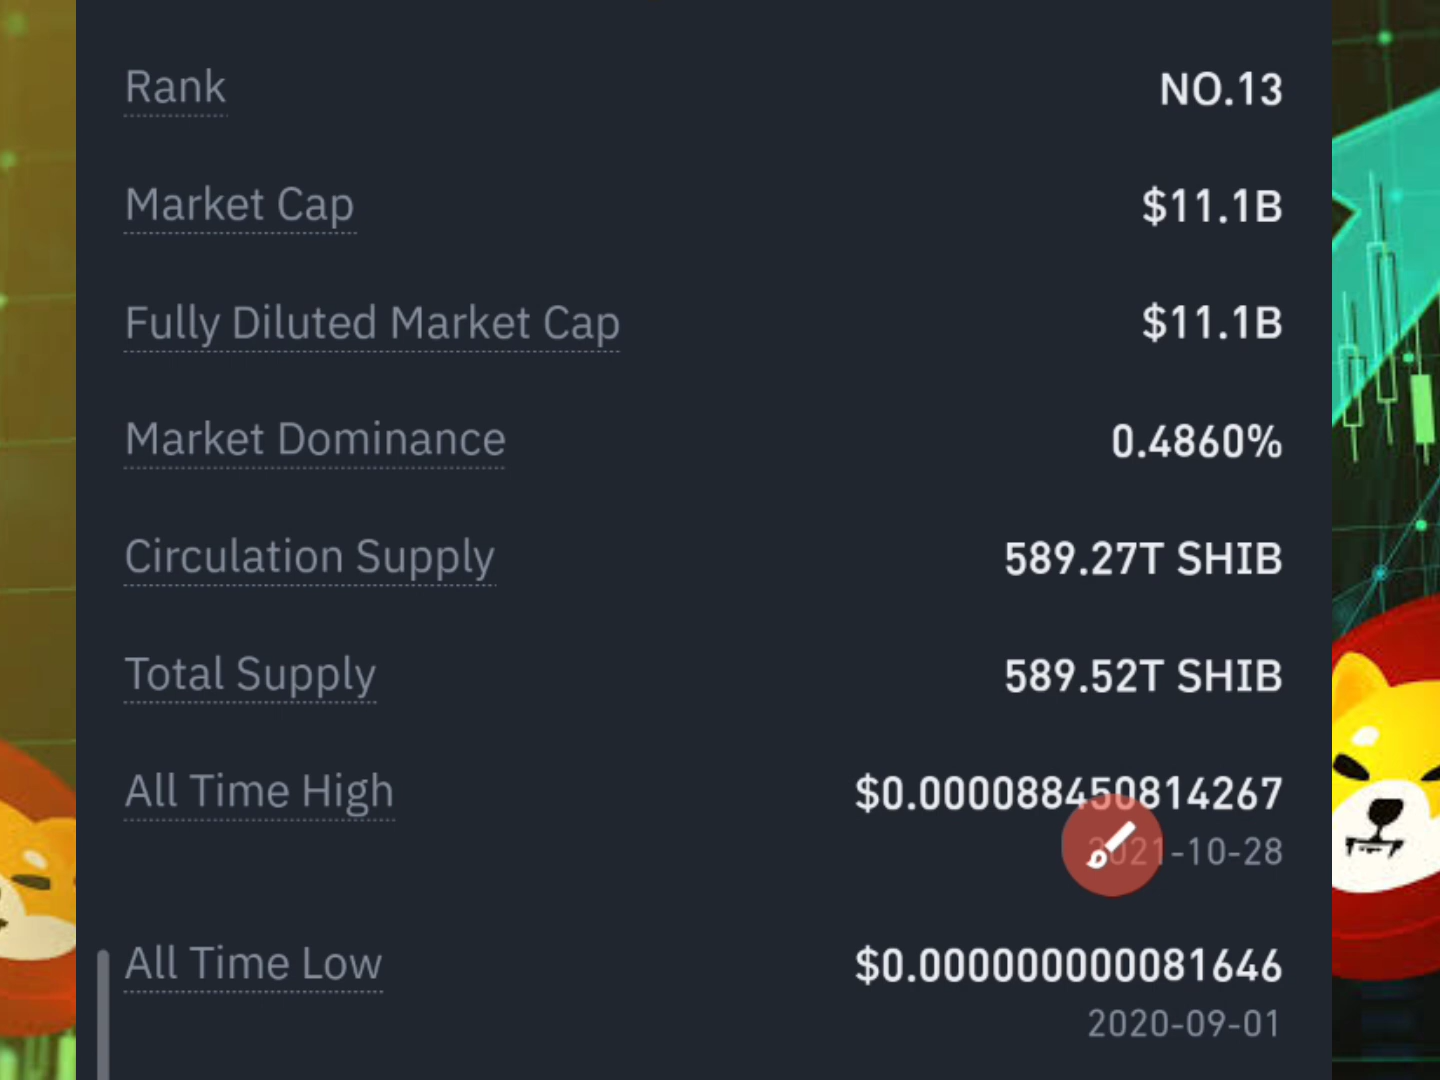 Rank
NO.13
Market Cap
$11.1B
Fully Diluted Market Cap
$11.1B
Market Dominance
0.4860%
Circulation Supply
589.27T SHIB
Total Supply
589.52T SHIB
All Time High
$0.000088450814267
2021-10-28
All Time Low
$0.000000000081646
2020-09-01